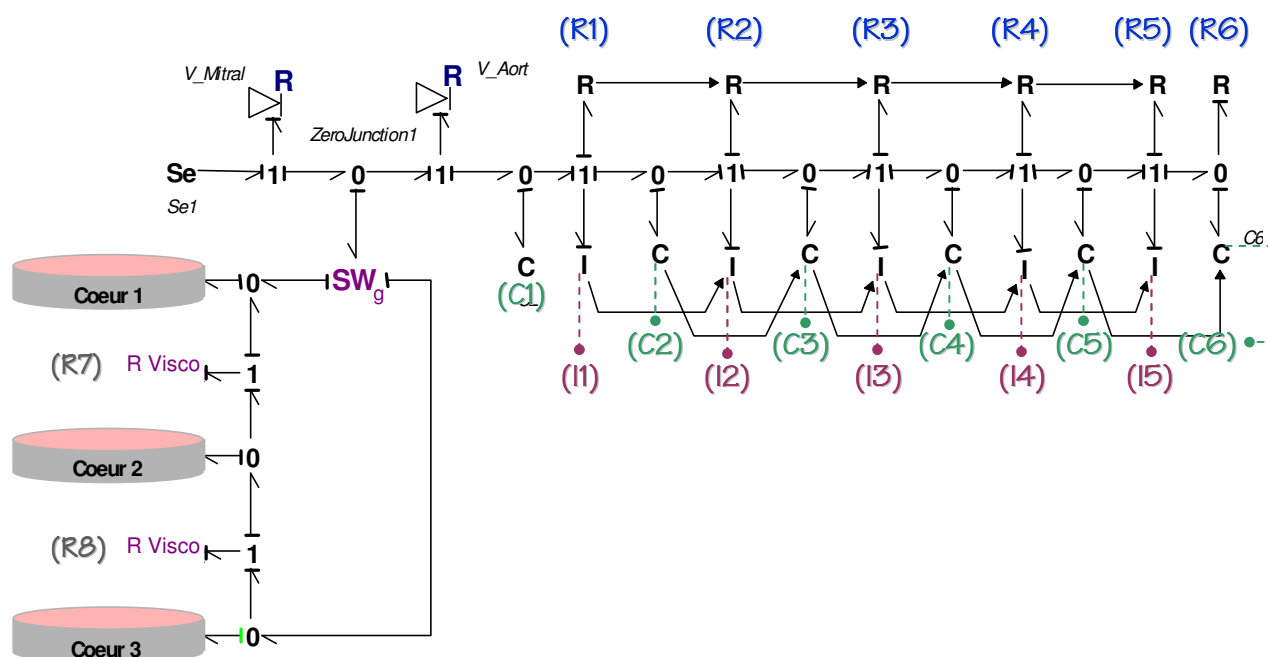 (R1) (R2) (R3) (R4) (R5) (R6)
V_Mitral R R V_Aort R R R R R R
ZeroJunction1
Se 1 0 1 0 1 0 1 0 1 0 1 0 1 0
Se1
C I C I C I C I C I C C6
Coeur 1 0 SWg (C1)
(C2) (C3) (C4) (C5) (C6)
(R7) R Visco 1 (I1) (I2) (I3) (I4) (I5)
Coeur 2 0
(R8) R Visco 1
Coeur 3 0